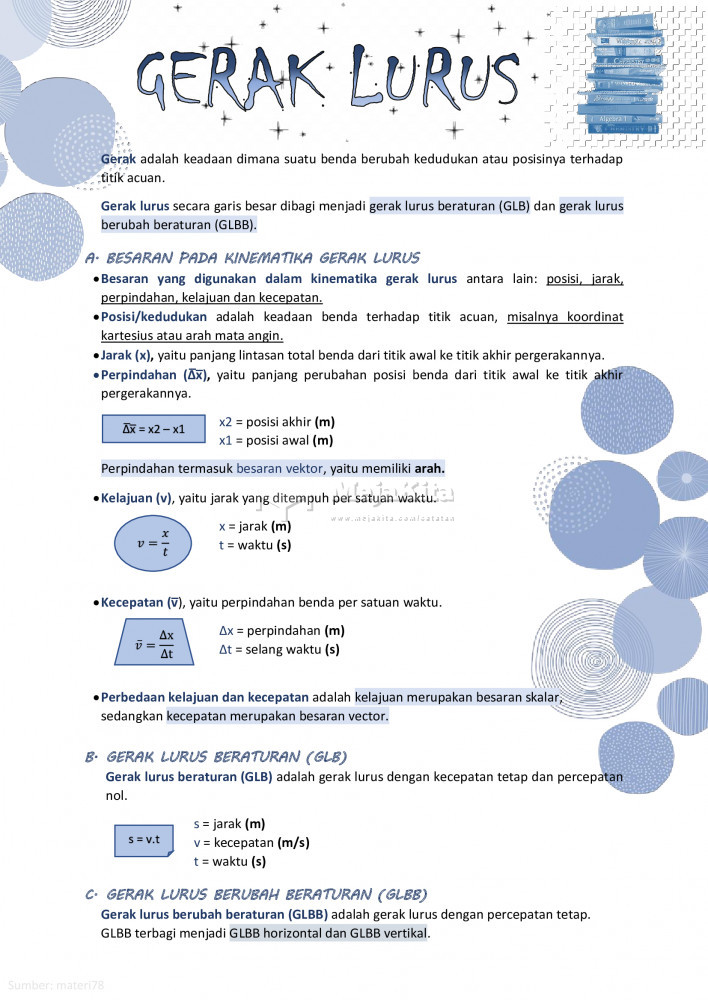 GERAK LURUS
Gerak adalah keadaan dimana suatu benda berubah kedudukan atau posisinya terhadap
titik acuan.
Gerak lurus secara garis besar dibagi menjadi gerak lurus beraturan (GLB) dan gerak lurus
berubah beraturan (GLBB).
A. BESARAN PADA KINEMATIKA GERAK LURUS
•Besaran yang digunakan dalam kinematika gerak lurus antara lain: posisi, jarak,
perpindahan, kelajuan dan kecepatan.
•Posisi/kedudukan adalah keadaan benda terhadap titik acuan, misalnya koordinat
kartesius atau arah mata angin.
•Jarak (x), yaitu panjang lintasan total benda dari titik awal ke titik akhir pergerakannya.
•Perpindahan (Δ̅x̅), yaitu panjang perubahan posisi benda dari titik awal ke titik akhir
pergerakannya.
Δ̅x̅ = x2 – x1
x2 = posisi akhir (m)
x1 = posisi awal (m)
Perpindahan termasuk besaran vektor, yaitu memiliki arah.
•Kelajuan (v), yaitu jarak yang ditempuh per satuan waktu.
MejaKita
www.mejakita.com/catatan
v = x/t
x = jarak (m)
t = waktu (s)
•Kecepatan (v̅), yaitu perpindahan benda per satuan waktu.
v̅ = Δx/Δt
Δx = perpindahan (m)
Δt = selang waktu (s)
•Perbedaan kelajuan dan kecepatan adalah kelajuan merupakan besaran skalar,
sedangkan kecepatan merupakan besaran vector.
B. GERAK LURUS BERATURAN (GLB)
Gerak lurus beraturan (GLB) adalah gerak lurus dengan kecepatan tetap dan percepatan
nol.
s = v.t
s = jarak (m)
v = kecepatan (m/s)
t = waktu (s)
C. GERAK LURUS BERUBAH BERATURAN (GLBB)
Gerak lurus berubah beraturan (GLBB) adalah gerak lurus dengan percepatan tetap.
GLBB terbagi menjadi GLBB horizontal dan GLBB vertikal.
Sumber: materi78